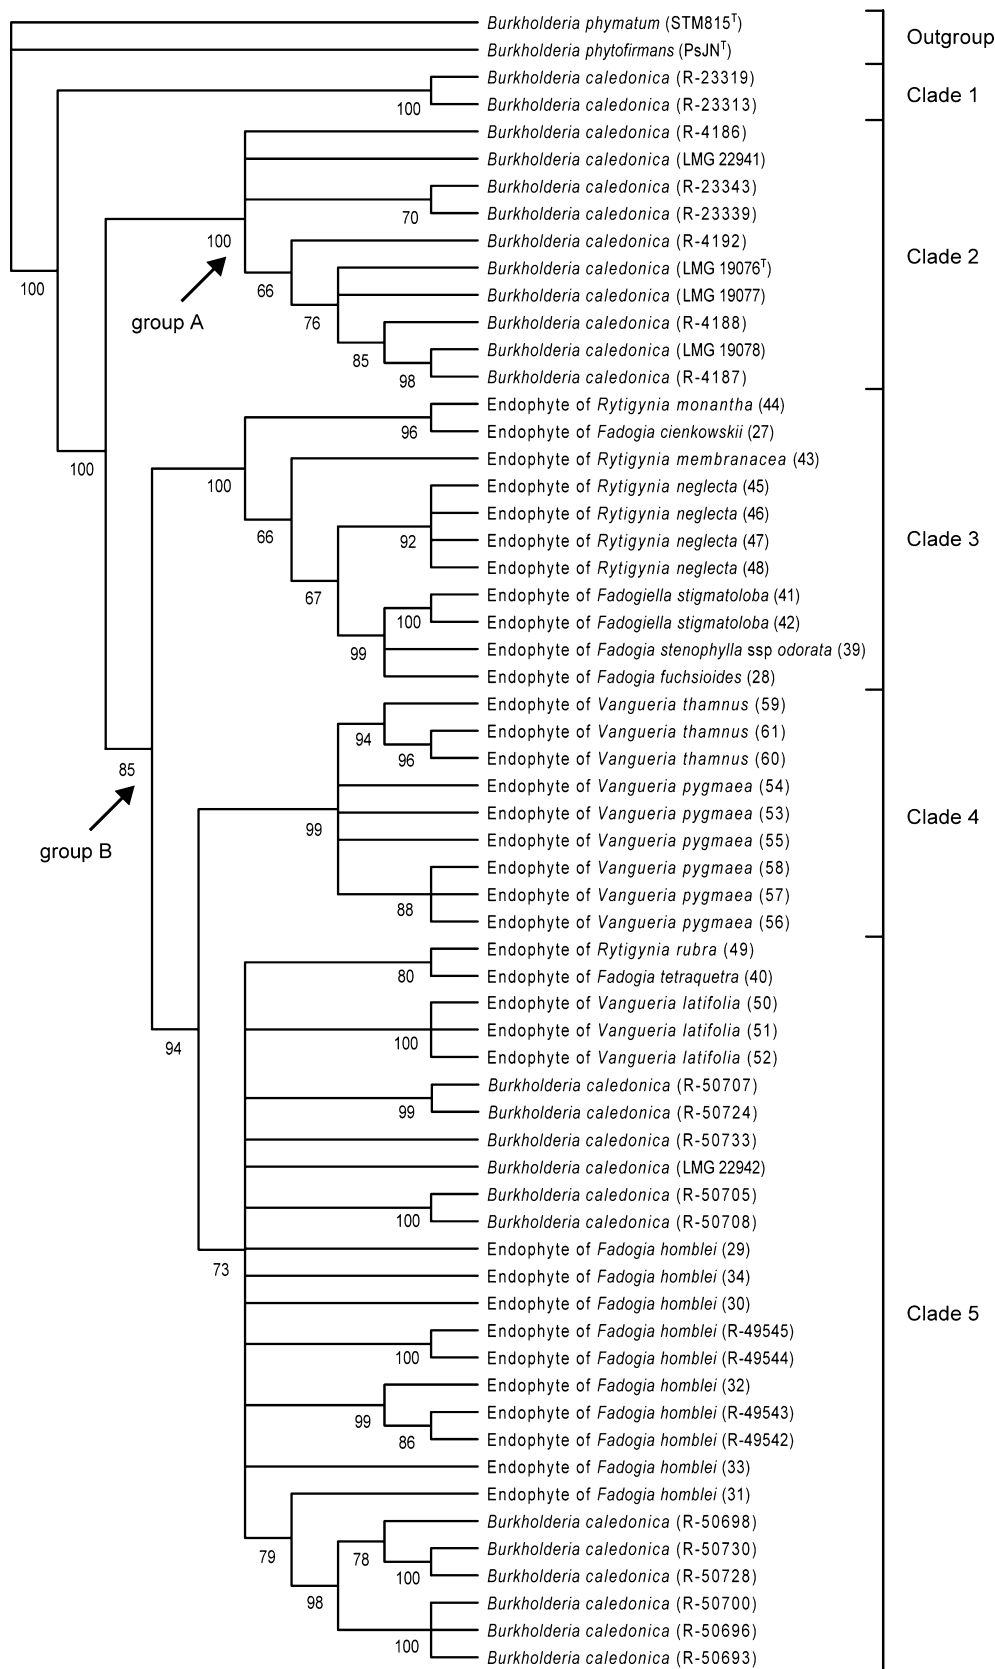 Burkholderia phymatum (STM815T)
Burkholderia phytofirmans (PsJNT)
Outgroup
Burkholderia caledonica (R-23319)
Burkholderia caledonica (R-23313)
100
Clade 1
Burkholderia caledonica (R-4186)
Burkholderia caledonica (LMG 22941)
Burkholderia caledonica (R-23343)
Burkholderia caledonica (R-23339)
70
Burkholderia caledonica (R-4192)
100
Clade 2
Burkholderia caledonica (LMG 19076T)
100
66
Burkholderia caledonica (LMG 19077)
group A
76
Burkholderia caledonica (R-4188)
Burkholderia caledonica (LMG 19078)
85
Burkholderia caledonica (R-4187)
98
Endophyte of Rytigynia monantha (44)
Endophyte of Fadogia cienkowskii (27)
96
Endophyte of Rytigynia membranacea (43)
100
100
Endophyte of Rytigynia neglecta (45)
Endophyte of Rytigynia neglecta (46)
66
Endophyte of Rytigynia neglecta (47)
92
Clade 3
Endophyte of Rytigynia neglecta (48)
67
Endophyte of Fadogiella stigmatoloba (41)
Endophyte of Fadogiella stigmatoloba (42)
100
Endophyte of Fadogia stenophylla ssp odorata (39)
99
Endophyte of Fadogia fuchsioides (28)
Endophyte of Vangueria thamnus (59)
Endophyte of Vangueria thamnus (61)
94
Endophyte of Vangueria thamnus (60)
96
85
Endophyte of Vangueria pygmaea (54)
Endophyte of Vangueria pygmaea (53)
99
Clade 4
Endophyte of Vangueria pygmaea (55)
group B
Endophyte of Vangueria pygmaea (58)
Endophyte of Vangueria pygmaea (57)
88
Endophyte of Vangueria pygmaea (56)
Endophyte of Rytigynia rubra (49)
Endophyte of Fadogia tetraquetra (40)
80
Endophyte of Vangueria latifolia (50)
Endophyte of Vangueria latifolia (51)
100
94
Endophyte of Vangueria latifolia (52)
Burkholderia caledonica (R-50707)
Burkholderia caledonica (R-50724)
99
Burkholderia caledonica (R-50733)
Burkholderia caledonica (LMG 22942)
Burkholderia caledonica (R-50705)
Burkholderia caledonica (R-50708)
100
Endophyte of Fadogia homblei (29)
73
Endophyte of Fadogia homblei (34)
Endophyte of Fadogia homblei (30)
Clade 5
Endophyte of Fadogia homblei (R-49545)
Endophyte of Fadogia homblei (R-49544)
100
Endophyte of Fadogia homblei (32)
Endophyte of Fadogia homblei (R-49543)
99
Endophyte of Fadogia homblei (R-49542)
86
Endophyte of Fadogia homblei (33)
Endophyte of Fadogia homblei (31)
Burkholderia caledonica (R-50698)
Burkholderia caledonica (R-50730)
79
78
Burkholderia caledonica (R-50728)
100
Burkholderia caledonica (R-50700)
98
Burkholderia caledonica (R-50696)
100
Burkholderia caledonica (R-50693)